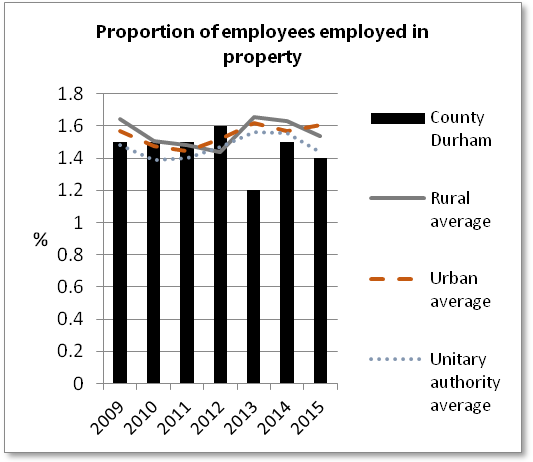 Proportion of employees employed in
property
1.8
1.6
1.4
1.2
1
0.8
0.6
0.4
0.2
0
%
2009
2010
2011
2012
2013
2014
2015
County
Durham
Rural
average
Urban
average
Unitary
authority
average